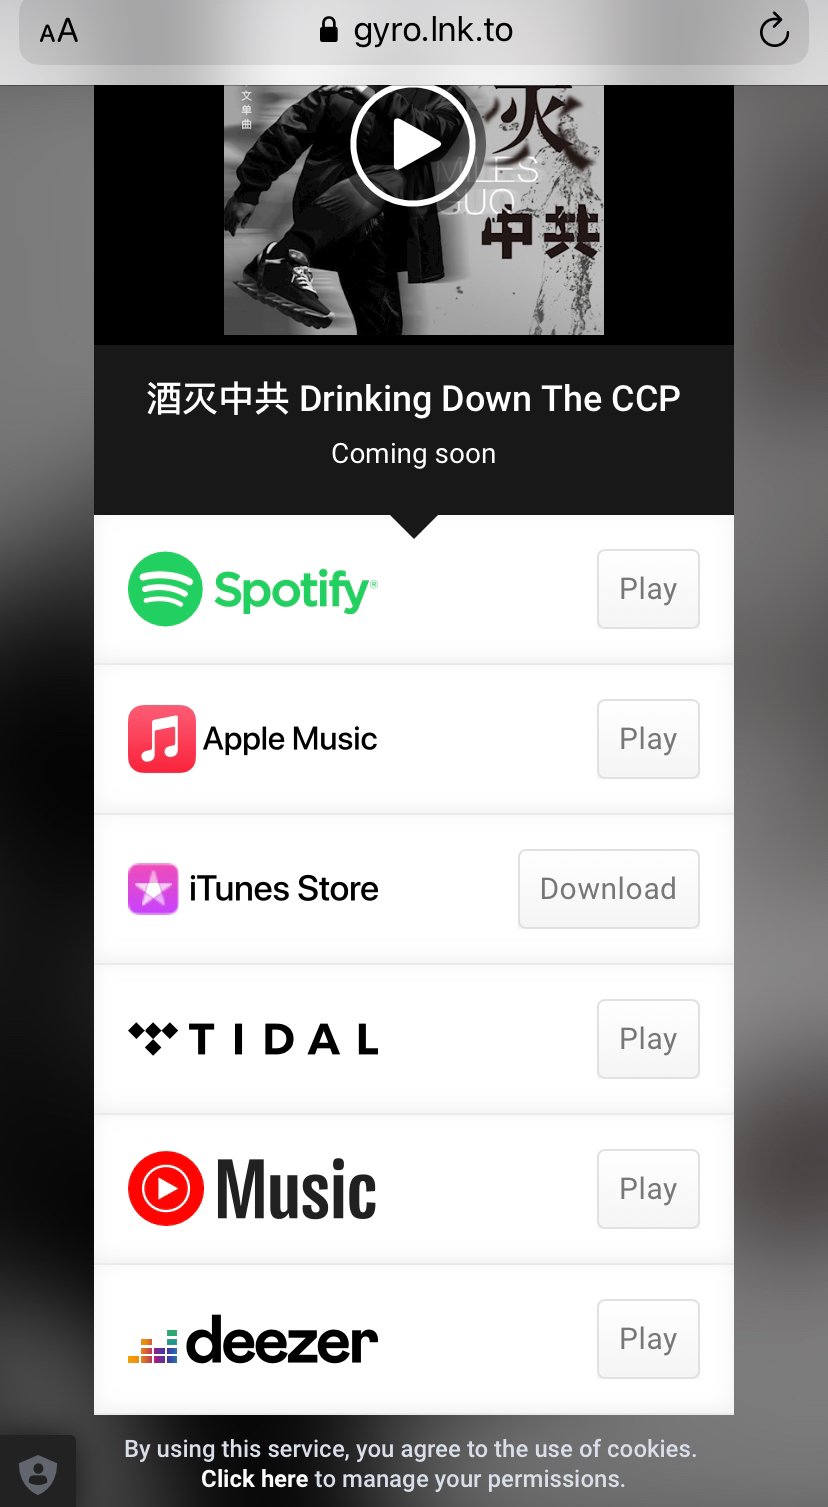 AA gyro.lnk.to
文单曲
灭
MILES
GUO
中共
酒灭中共 Drinking Down The CCP
Coming soon
Spotify®
Play
Apple Music
Play
iTunes Store
Download
TIDAL
Play
Music
Play
deezer
Play
By using this service, you agree to the use of cookies.
Click here to manage your permissions.